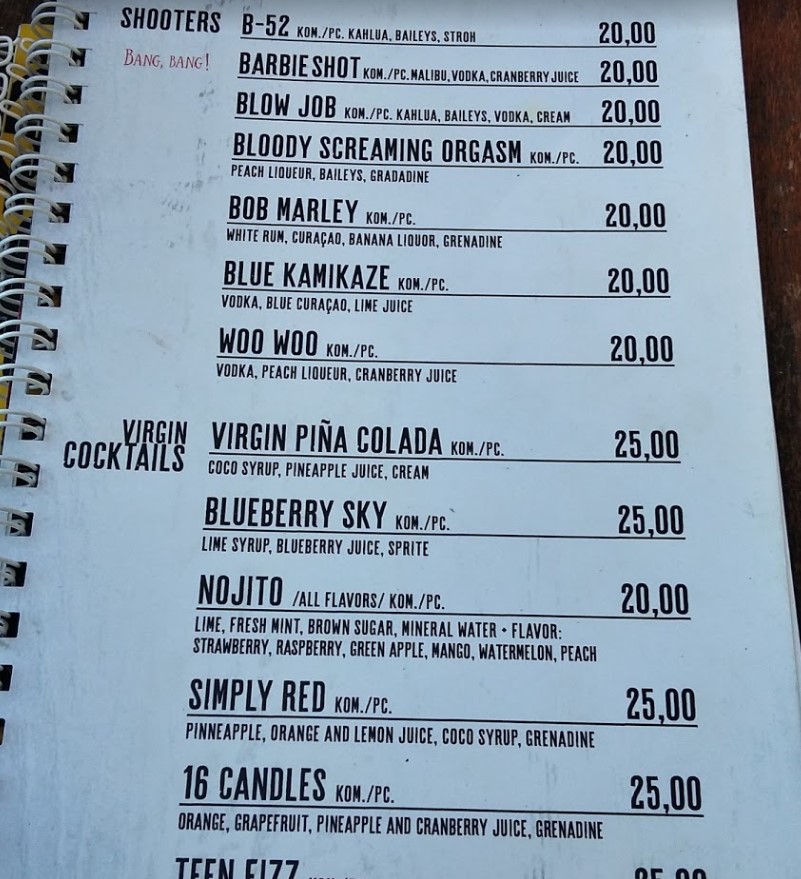 SHOOTERS B-52 KOM./PC. KAHLUA, BAILEYS, STROH 20,00
BANG, BANG! BARBIE SHOT KOM./PC. MALIBU, VODKA, CRANBERRY JUICE 20,00
BLOW JOB KOM./PC. KAHLUA, BAILEYS, VODKA, CREAM 20,00
BLOODY SCREAMING ORGASM KOM./PC. 20,00
PEACH LIQUEUR, BAILEYS, GRADADINE
BOB MARLEY KOM./PC. 20,00
WHITE RUM, CURAÇAO, BANANA LIQUOR, GRENADINE
BLUE KAMIKAZE KOM./PC. 20,00
VODKA, BLUE CURAÇAO, LIME JUICE
WOO WOO KOM./PC. 20,00
VODKA, PEACH LIQUEUR, CRANBERRY JUICE
VIRGIN
COCKTAILS
VIRGIN PIÑA COLADA KOM./PC. 25,00
COCO SYRUP, PINEAPPLE JUICE, CREAM
BLUEBERRY SKY KOM./PC. 25,00
LIME SYRUP, BLUEBERRY JUICE, SPRITE
NOJITO /ALL FLAVORS/ KOM./PC. 20,00
LIME, FRESH MINT, BROWN SUGAR, MINERAL WATER + FLAVOR:
STRAWBERRY, RASPBERRY, GREEN APPLE, MANGO, WATERMELON, PEACH
SIMPLY RED KOM./PC. 25,00
PINNEAPPLE, ORANGE AND LEMON JUICE, COCO SYRUP, GRENADINE
16 CANDLES KOM./PC. 25,00
ORANGE, GRAPEFRUIT, PINEAPPLE AND CRANBERRY JUICE, GRENADINE
TEEN FIZZ